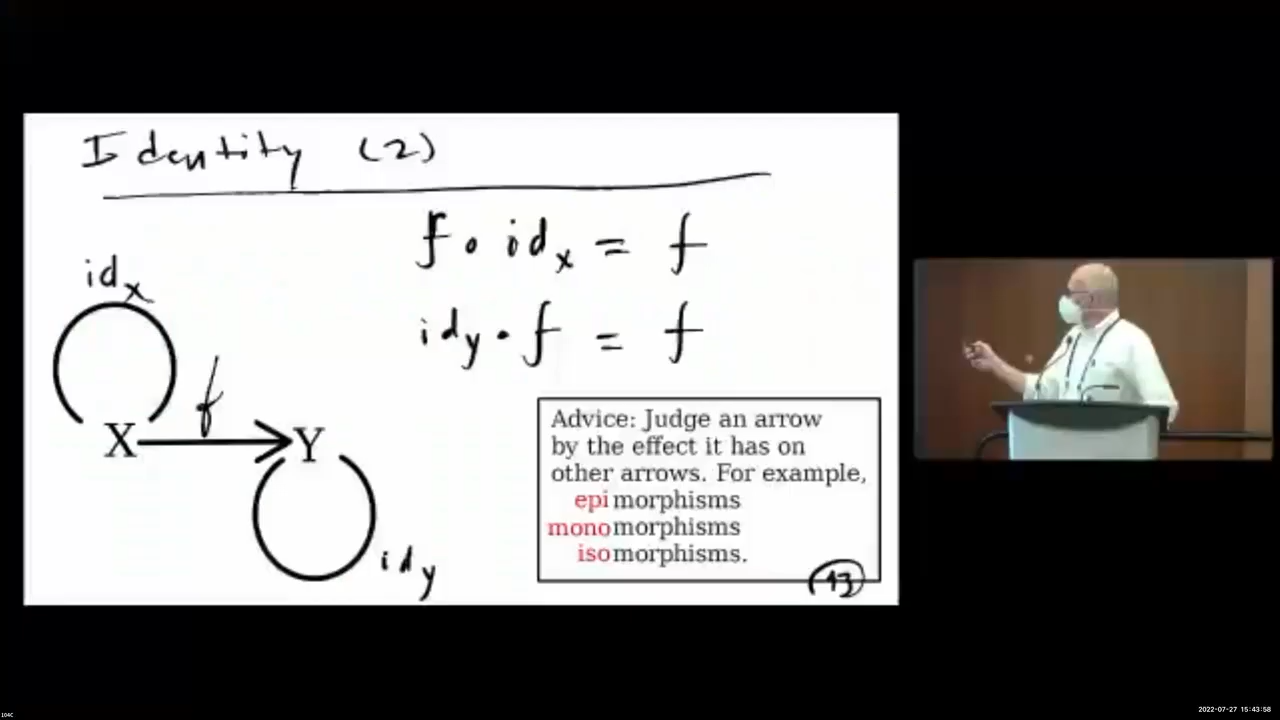 Identity (2)
f ∘ id_x = f
id_y ∘ f = f
id_x
f
X Y
id_y
Advice: Judge an arrow
by the effect it has on
other arrows. For example,
epimorphisms
monomorphisms
isomorphisms.
13
104C
2022-07-27 15:43:58